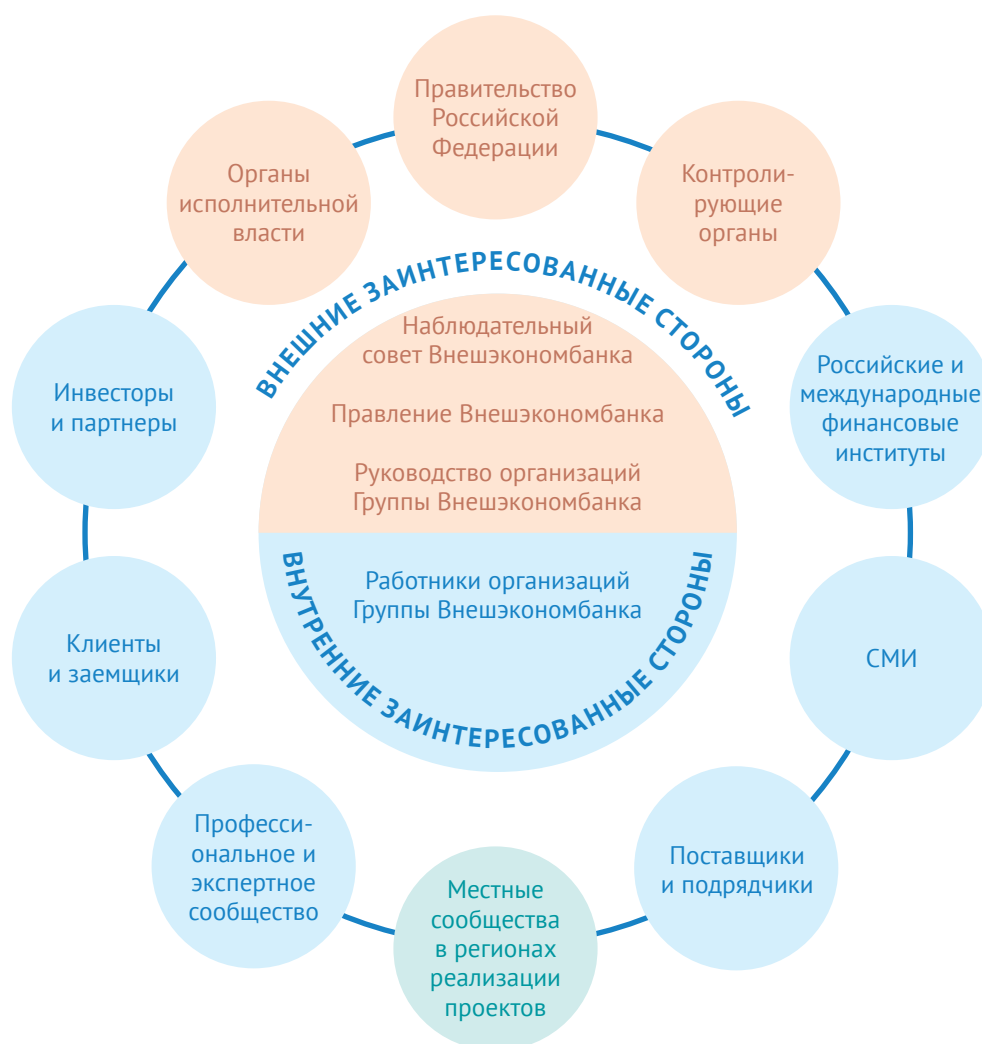 Правительство
Российской
Федерации
Органы
исполнительной
власти
Контроли-
рующие
органы
ВНЕШНИЕ ЗАИНТЕРЕСОВАННЫЕ СТОРОНЫ
Наблюдательный
совет Внешэкономбанка
Правление Внешэкономбанка
Руководство организаций
Группы Внешэкономбанка
Инвесторы
и партнеры
Российские и
международные
финансовые
институты
Работники организаций
Группы Внешэкономбанка
ВНУТРЕННИЕ ЗАИНТЕРЕСОВАННЫЕ СТОРОНЫ
Клиенты
и заемщики
СМИ
Професси-
ональное и
экспертное
сообщество
Поставщики
и подрядчики
Местные
сообщества
в регионах
реализации
проектов